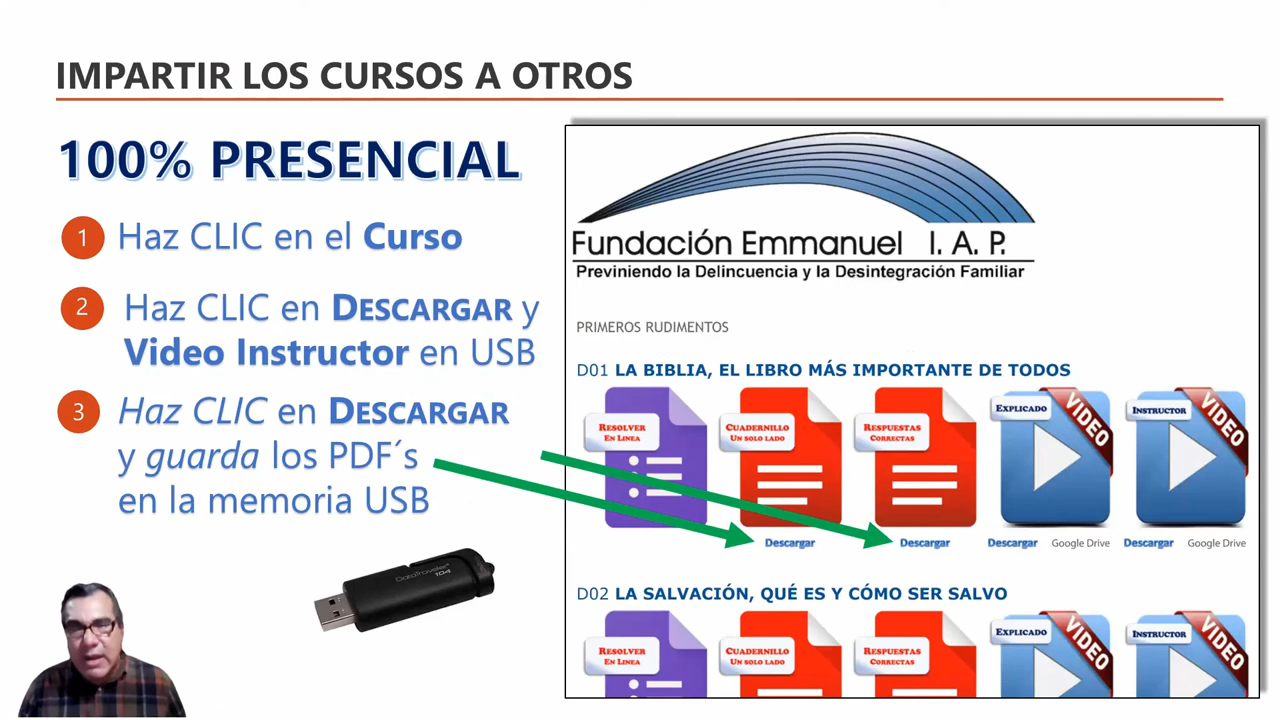 IMPARTIR LOS CURSOS A OTROS
100% PRESENCIAL
1 Haz CLIC en el Curso
2 Haz CLIC en DESCARGAR y
Video Instructor en USB
3 Haz CLIC en DESCARGAR
y guarda los PDF´s
en la memoria USB
DataTraveler
104
Fundación Emmanuel I. A. P.
Previniendo la Delincuencia y la Desintegración Familiar
PRIMEROS RUDIMENTOS
D01 LA BIBLIA, EL LIBRO MÁS IMPORTANTE DE TODOS
RESOLVER
EN LINEA
CUADERNILLO
UN SOLO LADO
RESPUESTAS
CORRECTAS
EXPLICADO
VIDEO
INSTRUCTOR
VIDEO
Descargar
Descargar
Descargar Google Drive
Descargar Google Drive
D02 LA SALVACIÓN, QUÉ ES Y CÓMO SER SALVO
RESOLVER
EN LINEA
CUADERNILLO
UN SOLO LADO
RESPUESTAS
CORRECTAS
EXPLICADO
VIDEO
INSTRUCTOR
VIDEO